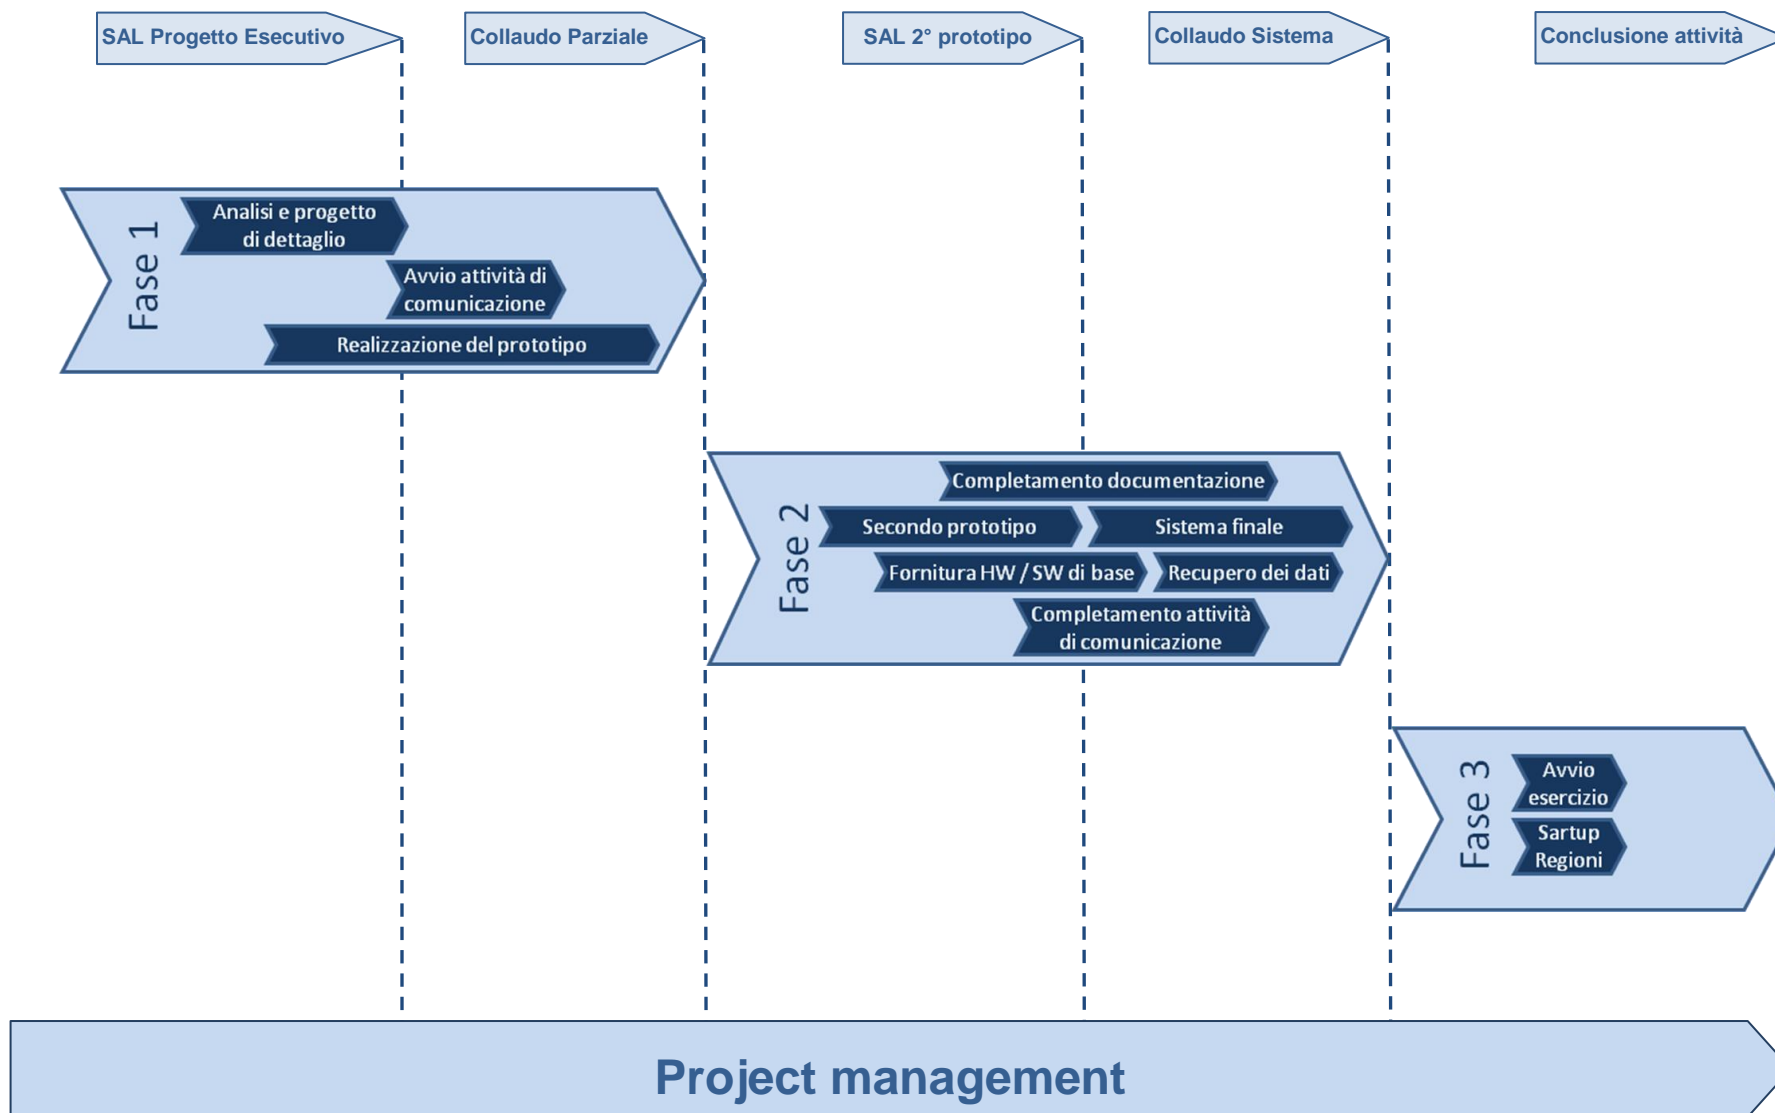 SAL Progetto Esecutivo
Collaudo Parziale
SAL 2° prototipo
Collaudo Sistema
Conclusione attività
Fase 1
Analisi e progetto
di dettaglio
Avvio attività di
comunicazione
Realizzazione del prototipo
Fase 2
Completamento documentazione
Secondo prototipo
Sistema finale
Fornitura HW / SW di base
Recupero dei dati
Completamento attività
di comunicazione
Fase 3
Avvio
esercizio
Sartup
Regioni
Project management